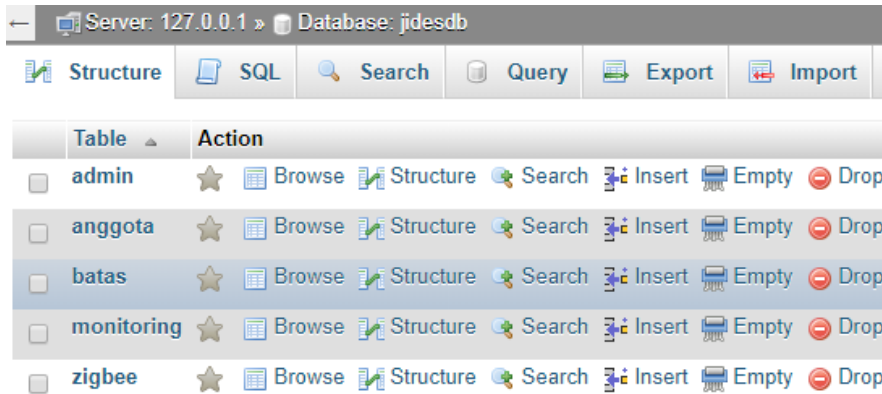 ← Server: 127.0.0.1 » Database: jidesdb
Structure SQL Search Query Export Import
Table Action
admin Browse Structure Search Insert Empty Drop
anggota Browse Structure Search Insert Empty Drop
batas Browse Structure Search Insert Empty Drop
monitoring Browse Structure Search Insert Empty Drop
zigbee Browse Structure Search Insert Empty Drop